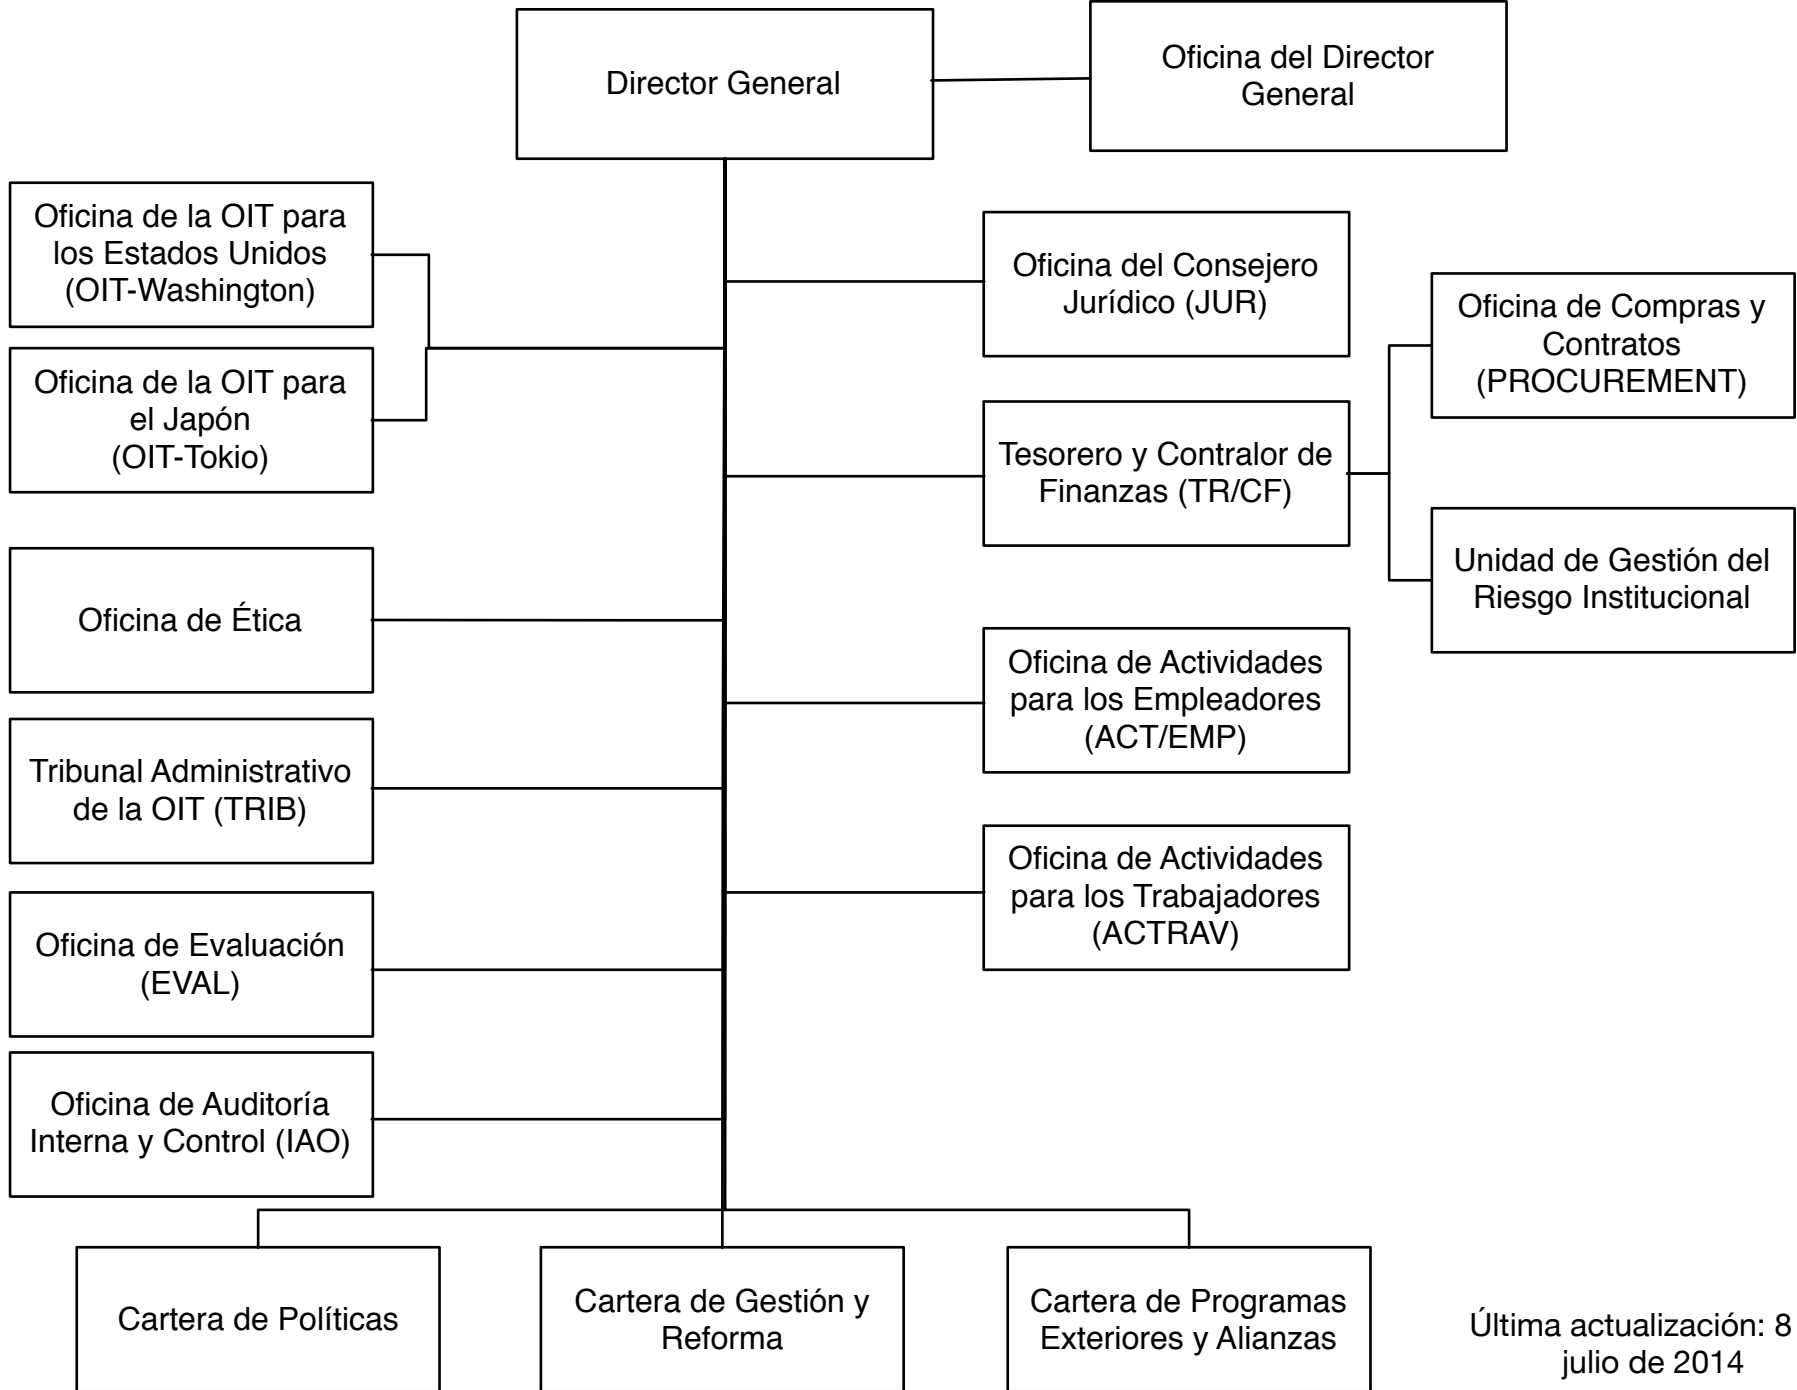 Director General
Oficina del Director
General
Oficina de la OIT para
los Estados Unidos
(OIT-Washington)
Oficina de la OIT para
el Japón
(OIT-Tokio)
Oficina de Ética
Tribunal Administrativo
de la OIT (TRIB)
Oficina de Evaluación
(EVAL)
Oficina de Auditoría
Interna y Control (IAO)
Oficina del Consejero
Jurídico (JUR)
Tesorero y Contralor de
Finanzas (TR/CF)
Oficina de Compras y
Contratos
(PROCUREMENT)
Unidad de Gestión del
Riesgo Institucional
Oficina de Actividades
para los Empleadores
(ACT/EMP)
Oficina de Actividades
para los Trabajadores
(ACTRAV)
Cartera de Políticas
Cartera de Gestión y
Reforma
Cartera de Programas
Exteriores y Alianzas
Última actualización: 8
julio de 2014